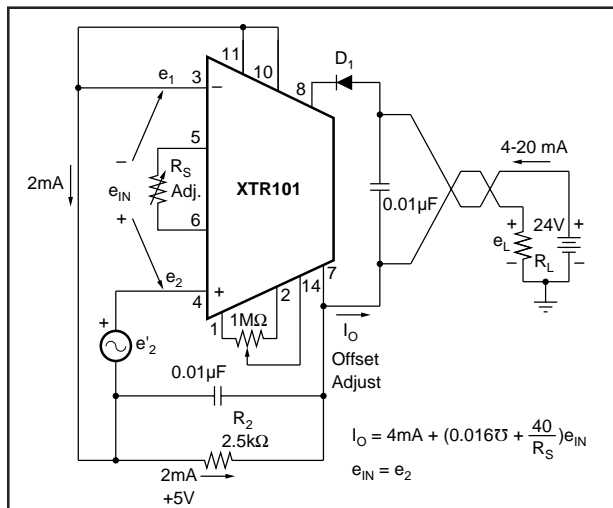 11
D1
10
e1
3
−
8
5
4-20 mA
−
RS
2mA
Adj.
XTR101
eIN
0.01µF
24V
+
+
+
6
eL
RL
−
−
e2
+
7
4
2
14
+
1
1MΩ
IO
e'2
Offset
Adjust
0.01µF
R2
2.5kΩ
2mA
+5V
IO = 4mA + (0.016℧ + 40/RS)eIN
eIN = e2